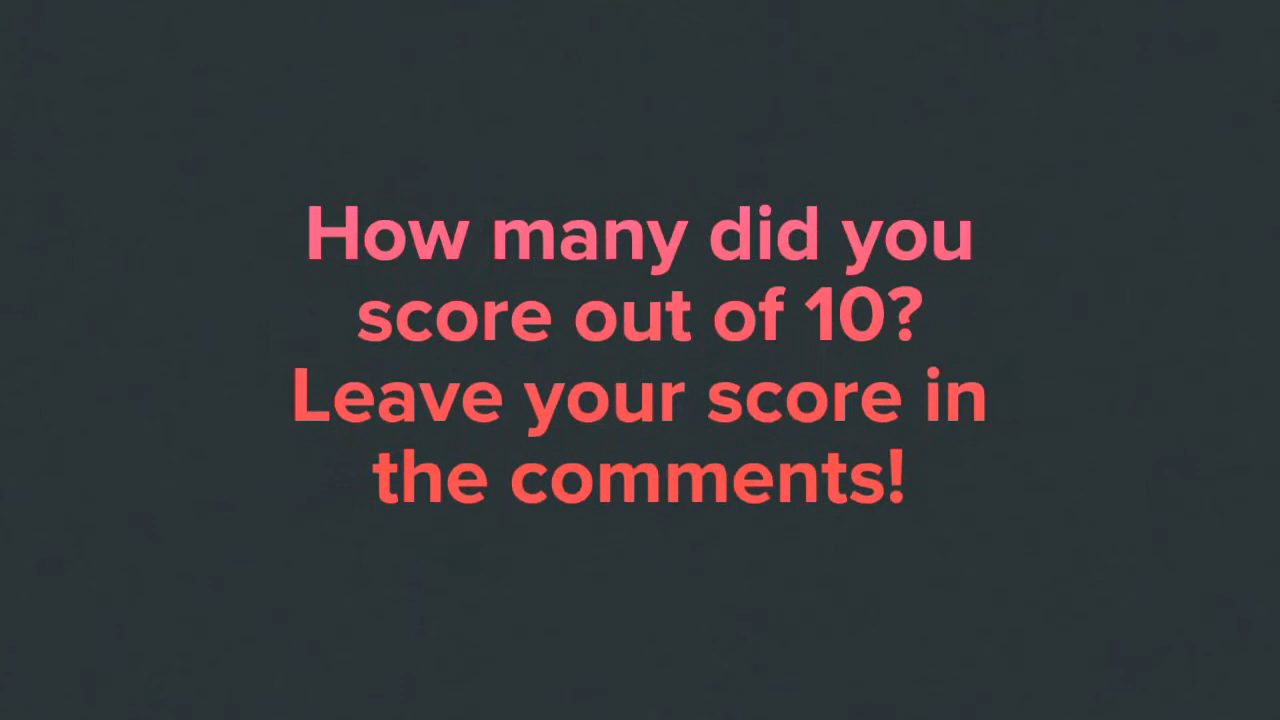 How many did you
score out of 10?
Leave your score in
the comments!